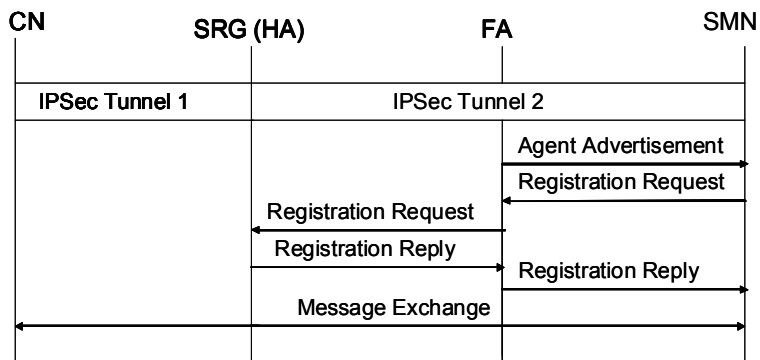 CN
SRG (HA)
FA
SMN
IPSec Tunnel 1
IPSec Tunnel 2
Agent Advertisement
Registration Request
Registration Request
Registration Reply
Registration Reply
Message Exchange